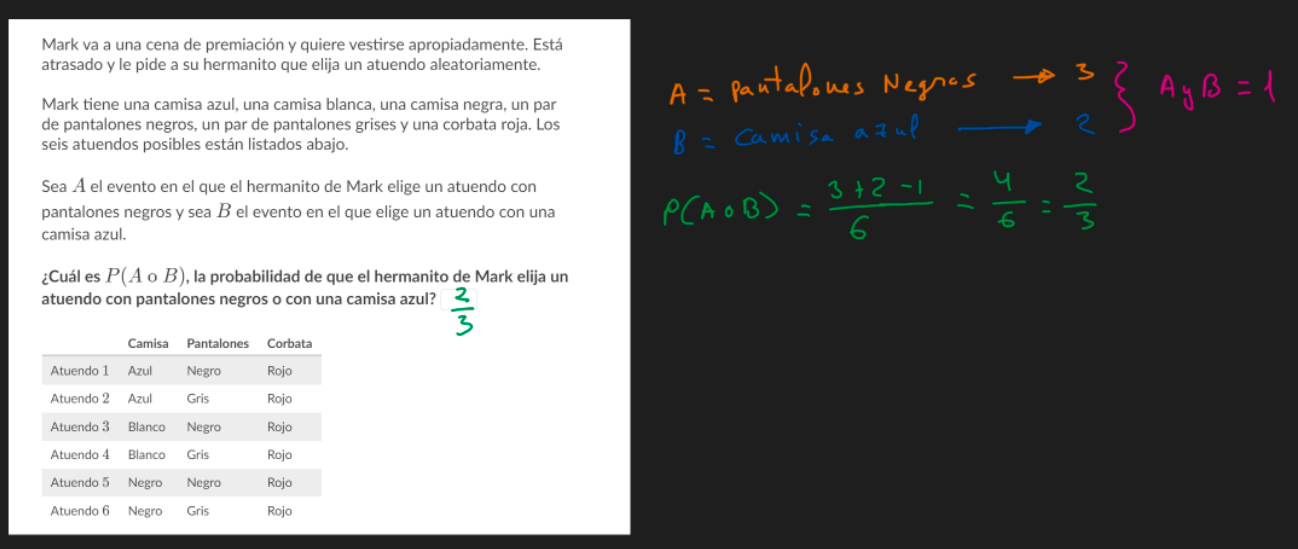 Mark va a una cena de premiación y quiere vestirse apropiadamente. Está
atrasado y le pide a su hermanito que elija un atuendo aleatoriamente.
Mark tiene una camisa azul, una camisa blanca, una camisa negra, un par
de pantalones negros, un par de pantalones grises y una corbata roja. Los
seis atuendos posibles están listados abajo.
Sea A el evento en el que el hermanito de Mark elige un atuendo con
pantalones negros y sea B el evento en el que elige un atuendo con una
camisa azul.
¿Cuál es P(A o B), la probabilidad de que el hermanito de Mark elija un
atuendo con pantalones negros o con una camisa azul? 2/3
Camisa Pantalones Corbata
Atuendo 1 Azul Negro Rojo
Atuendo 2 Azul Gris Rojo
Atuendo 3 Blanco Negro Rojo
Atuendo 4 Blanco Gris Rojo
Atuendo 5 Negro Negro Rojo
Atuendo 6 Negro Gris Rojo
A = Pantalones Negros → 3 } A y B = 1
B = Camisa azul → 2
P(A o B) = (3+2-1)/6 = 4/6 = 2/3